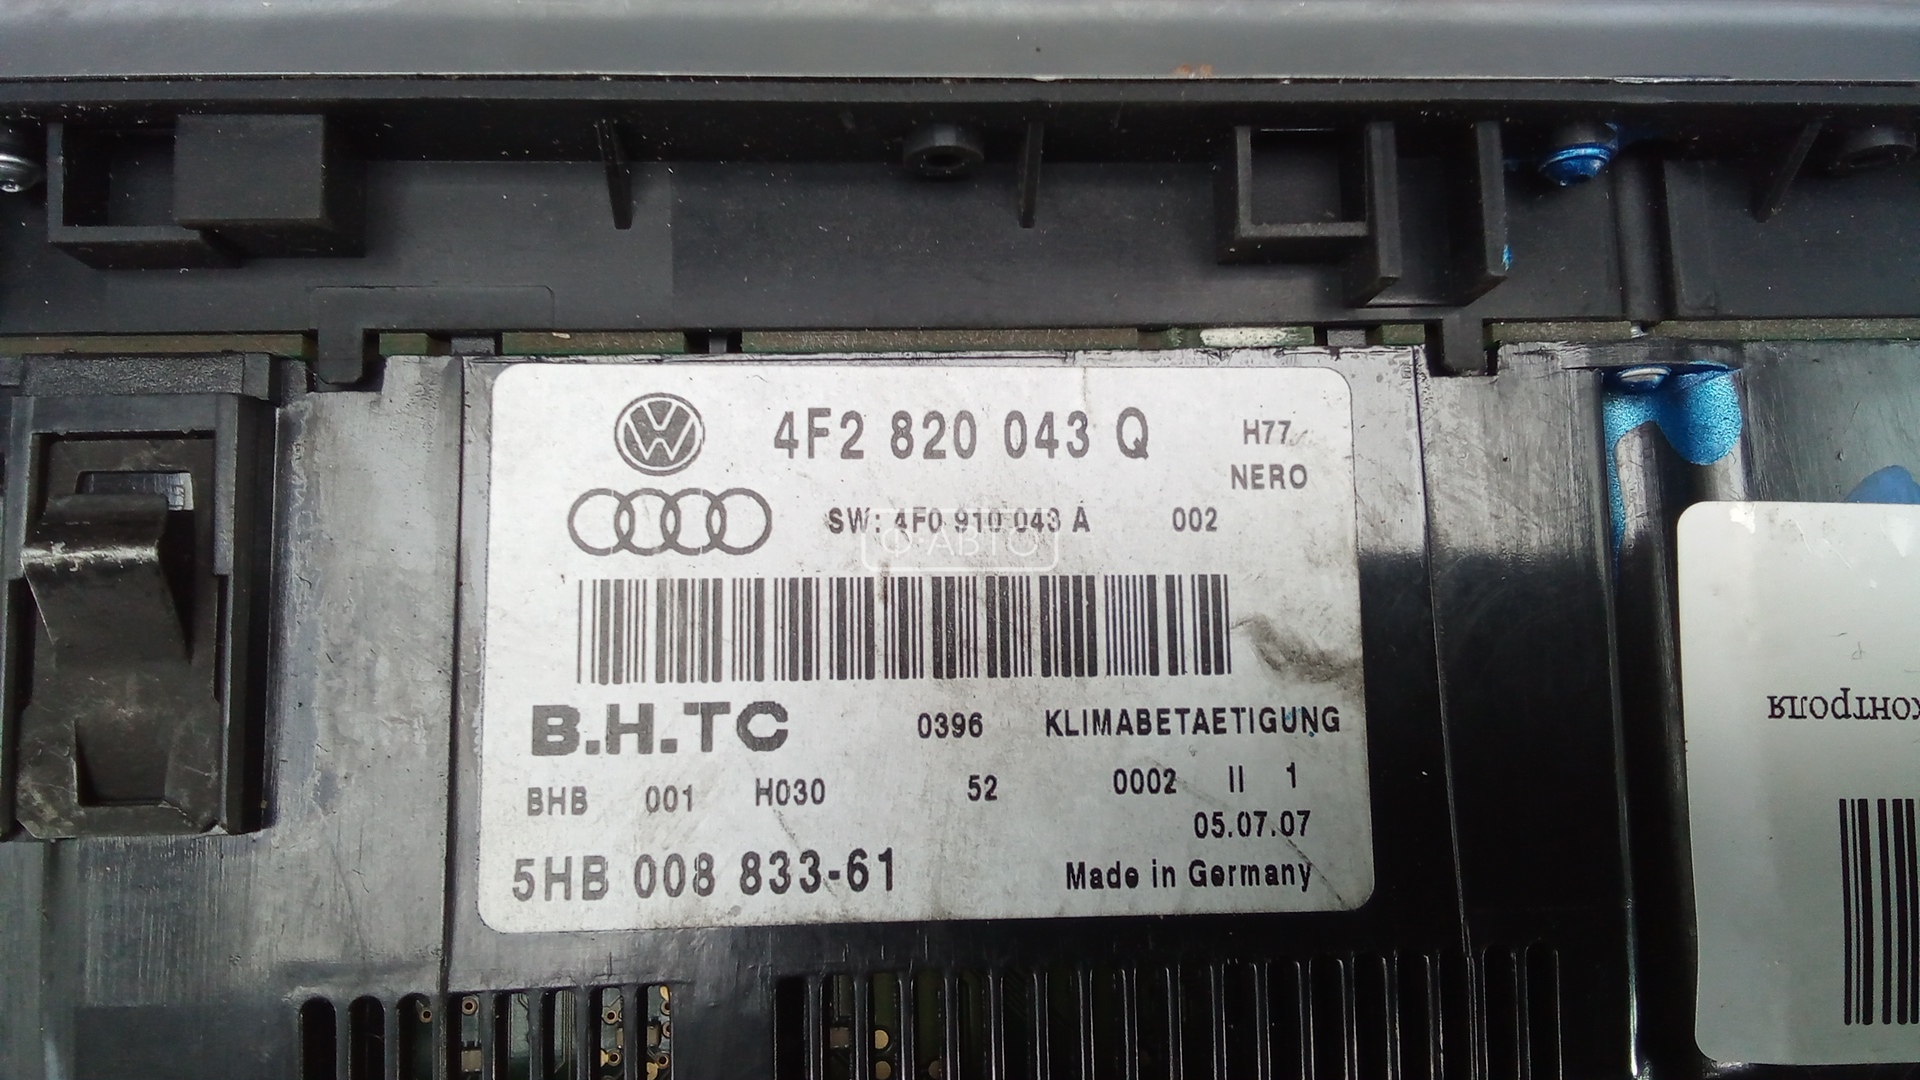 4F2 820 043 Q H77
NERO
SW: 4F0 910 043 A 002
Ф-АВТО
B.H.TC 0396 KLIMABETAETIGUNG
BHB 001 H030 52 0002 II 1
05.07.07
5HB 008 833-61 Made in Germany
контроля